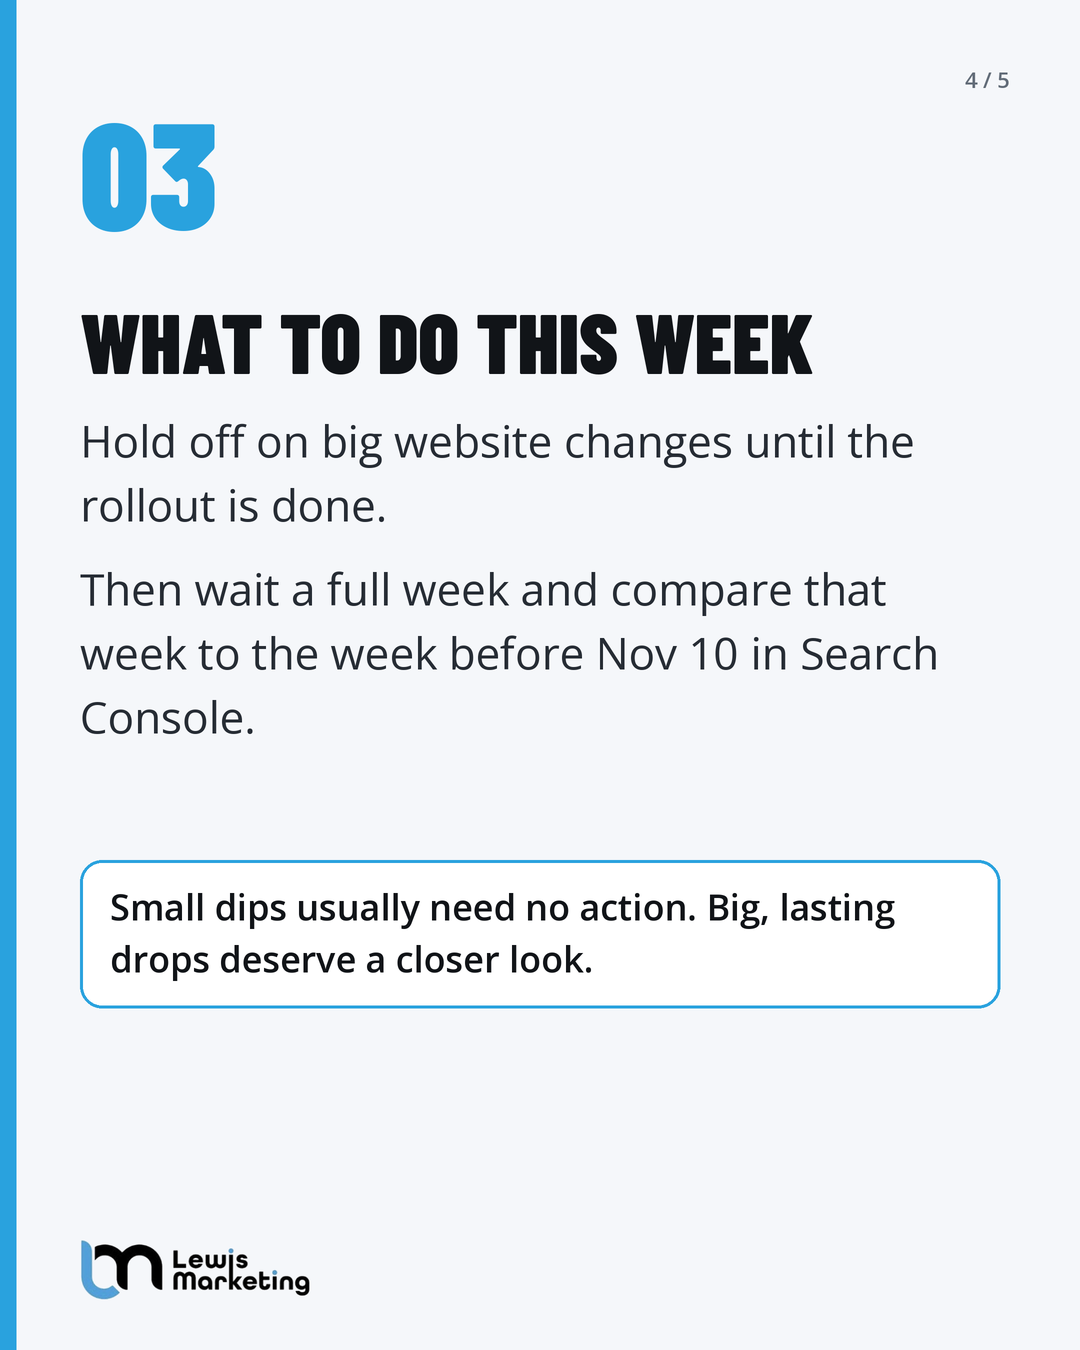 4 / 5
03
WHAT TO DO THIS WEEK
Hold off on big website changes until the
rollout is done.
Then wait a full week and compare that
week to the week before Nov 10 in Search
Console.
Small dips usually need no action. Big, lasting
drops deserve a closer look.
Lewis
Marketing